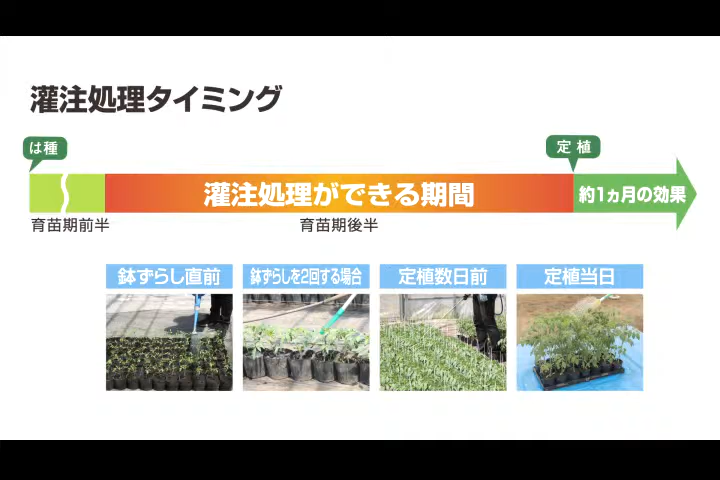 灌注処理タイミング
は種
定植
灌注処理ができる期間
約1ヵ月の効果
育苗期前半
育苗期後半
鉢ずらし直前
鉢ずらしを2回する場合
定植数日前
定植当日